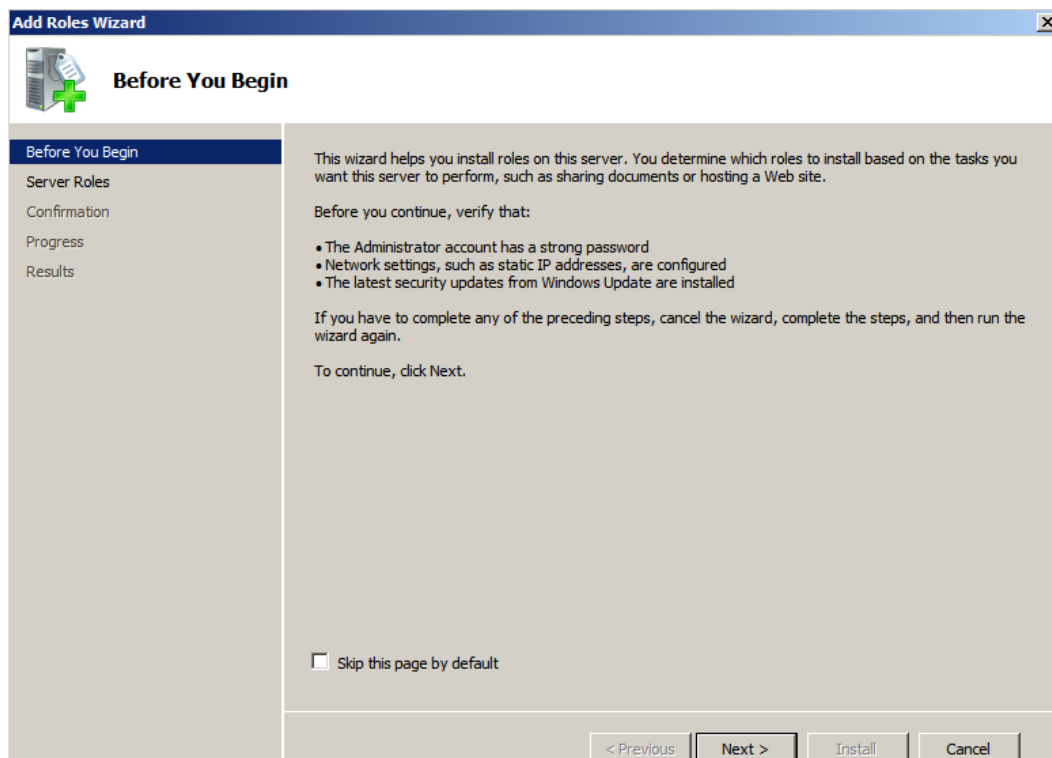 Add Roles Wizard
Before You Begin
Before You Begin
Server Roles
Confirmation
Progress
Results
This wizard helps you install roles on this server. You determine which roles to install based on the tasks you
want this server to perform, such as sharing documents or hosting a Web site.
Before you continue, verify that:
• The Administrator account has a strong password
• Network settings, such as static IP addresses, are configured
• The latest security updates from Windows Update are installed
If you have to complete any of the preceding steps, cancel the wizard, complete the steps, and then run the
wizard again.
To continue, click Next.
Skip this page by default
< Previous
Next >
Install
Cancel